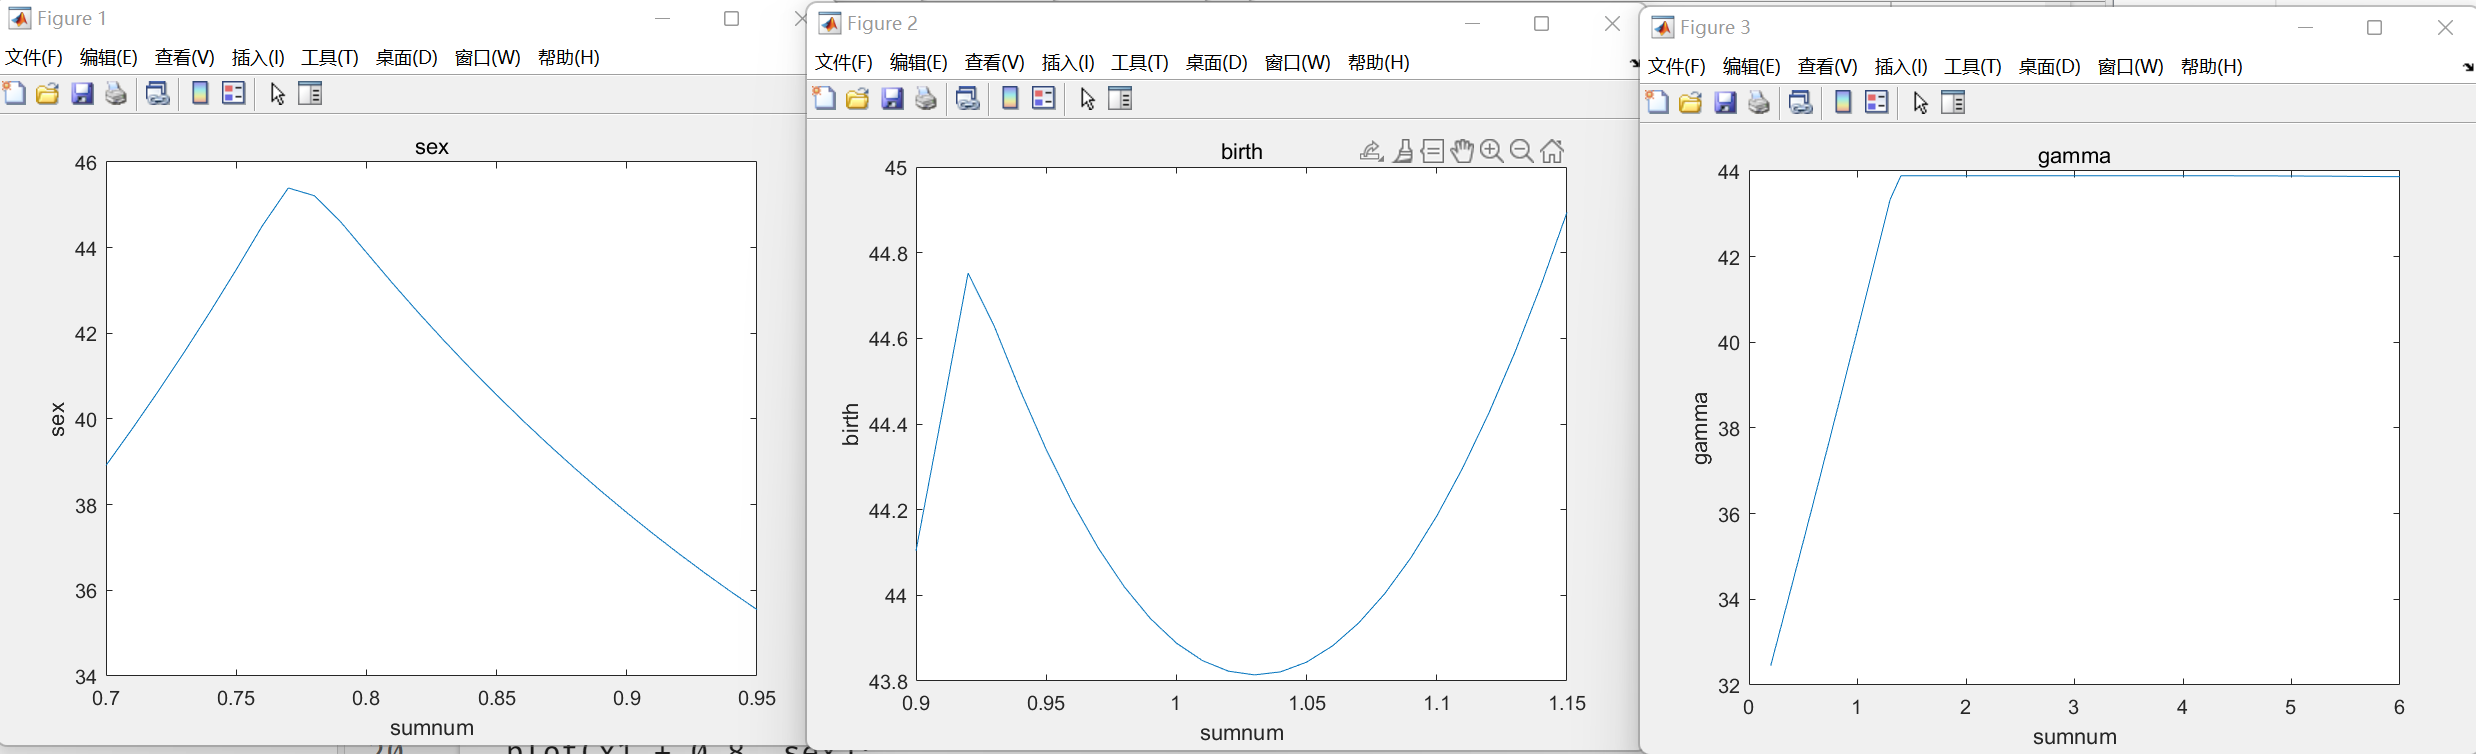 Figure 1
文件(F) 编辑(E) 查看(V) 插入(I) 工具(T) 桌面(D) 窗口(W) 帮助(H)
sex
46
44
42
40
38
36
34
sex
0.7 0.75 0.8 0.85 0.9 0.95
sumnum
Figure 2
文件(F) 编辑(E) 查看(V) 插入(I) 工具(T) 桌面(D) 窗口(W) 帮助(H)
birth
45
44.8
44.6
44.4
44.2
44
43.8
birth
0.9 0.95 1 1.05 1.1 1.15
sumnum
Figure 3
文件(F) 编辑(E) 查看(V) 插入(I) 工具(T) 桌面(D) 窗口(W) 帮助(H)
gamma
44
42
40
38
36
34
32
gamma
0 1 2 3 4 5 6
sumnum